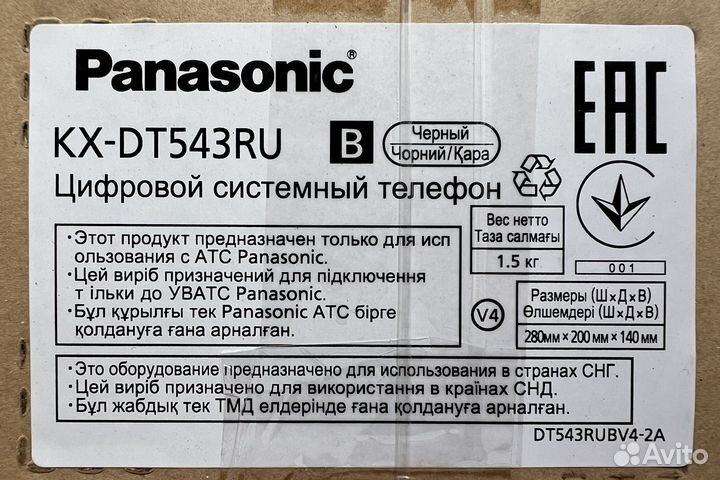 Panasonic®
EAC
KX-DT543RU B Черный
Чорний/Қара
Цифровой системный телефон
•Этот продукт предназначен только для исп
ользования с АТС Panasonic.
•Цей виріб призначений для підключення
т ільки до УВАТС Panasonic.
•Бұл құрылғы тек Panasonic АТС бірге
қолдануға ғана арналған.
Вес нетто
Таза салмағы
1.5 кг
001
V4
Размеры (Ш×Д×В)
Өлшемдері (Ш×Д×В)
280мм×200мм×140мм
•Это оборудование предназначено для использования в странах СНГ.
•Цей виріб призначено для використання в країнах СНД.
•Бұл жабдық тек ТМД елдерінде ғана қолдануға арналған.
DT543RUBV4-2A
Avito